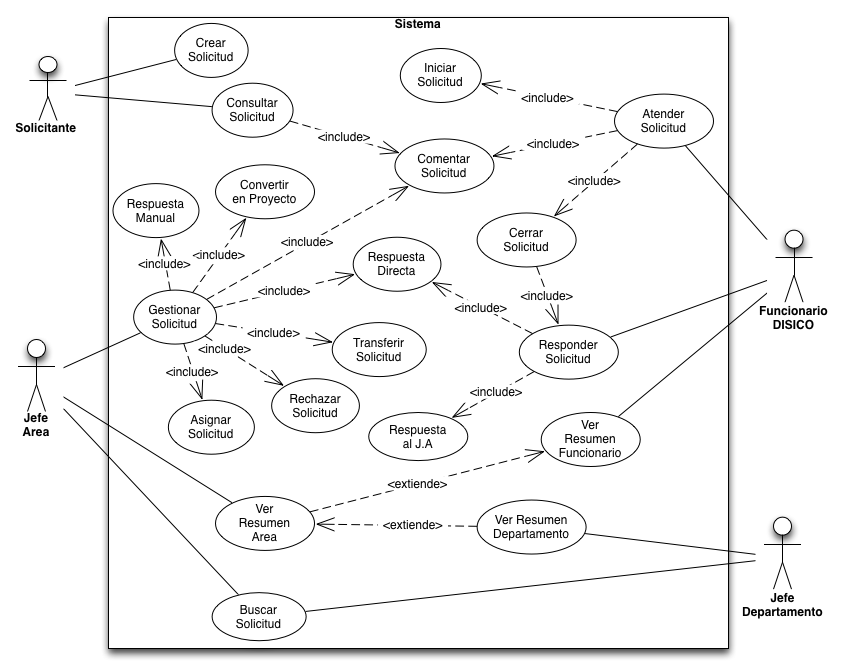 Sistema
Crear
Solicitud
Iniciar
Solicitud
Solicitante
Consultar
Solicitud
<include>
Atender
Solicitud
<include>
<include>
Comentar
Solicitud
<include>
Respuesta
Manual
Convertir
en Proyecto
<include>
<include>
<include>
Cerrar
Solicitud
Respuesta
Directa
<include>
<include>
<include>
Funcionario
DISICO
Gestionar
Solicitud
<include>
<include>
Transferir
Solicitud
Responder
Solicitud
<include>
<include>
Rechazar
Solicitud
Jefe
Area
Asignar
Solicitud
Respuesta
al J.A
Ver
Resumen
Funcionario
<extiende>
Ver
Resumen
Area
<extiende>
Ver Resumen
Departamento
Jefe
Departamento
Buscar
Solicitud